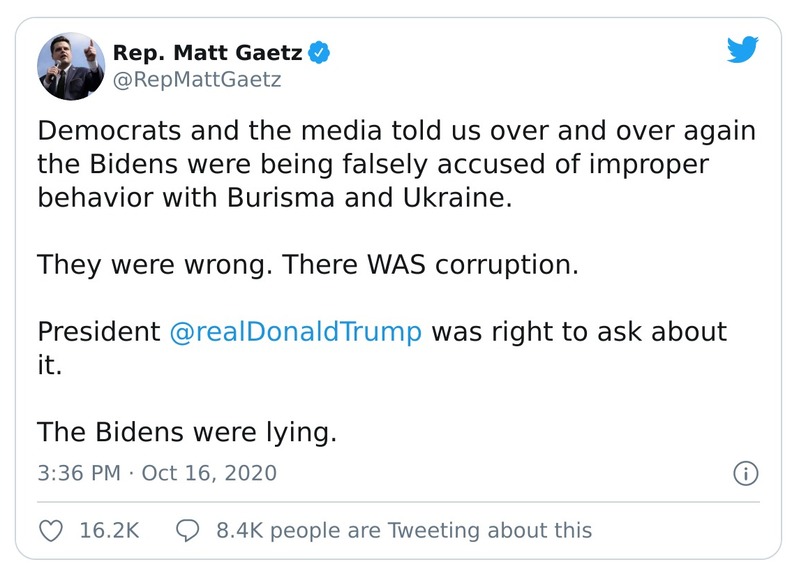 Rep. Matt Gaetz
@RepMattGaetz
Democrats and the media told us over and over again
the Bidens were being falsely accused of improper
behavior with Burisma and Ukraine.
They were wrong. There WAS corruption.
President @realDonaldTrump was right to ask about
it.
The Bidens were lying.
3:36 PM · Oct 16, 2020
16.2K 8.4K people are Tweeting about this